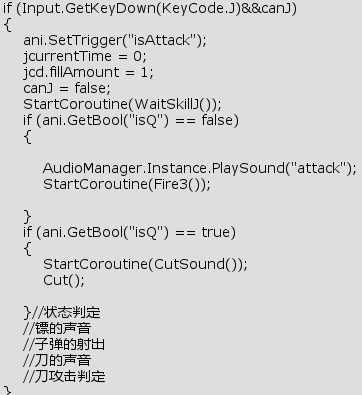 if (Input.GetKeyDown(KeyCode.J)&&canJ)
{
ani.SetTrigger("isAttack");
jcurrentTime = 0;
jcd.fillAmount = 1;
canJ = false;
StartCoroutine(WaitSkillJ());
if (ani.GetBool("isQ") == false)
{
AudioManager.Instance.PlaySound("attack");
StartCoroutine(Fire3());
}
if (ani.GetBool("isQ") == true)
{
StartCoroutine(CutSound());
Cut();
}//状态判定
//镖的声音
//子弹的射出
//刀的声音
//刀攻击判定
}